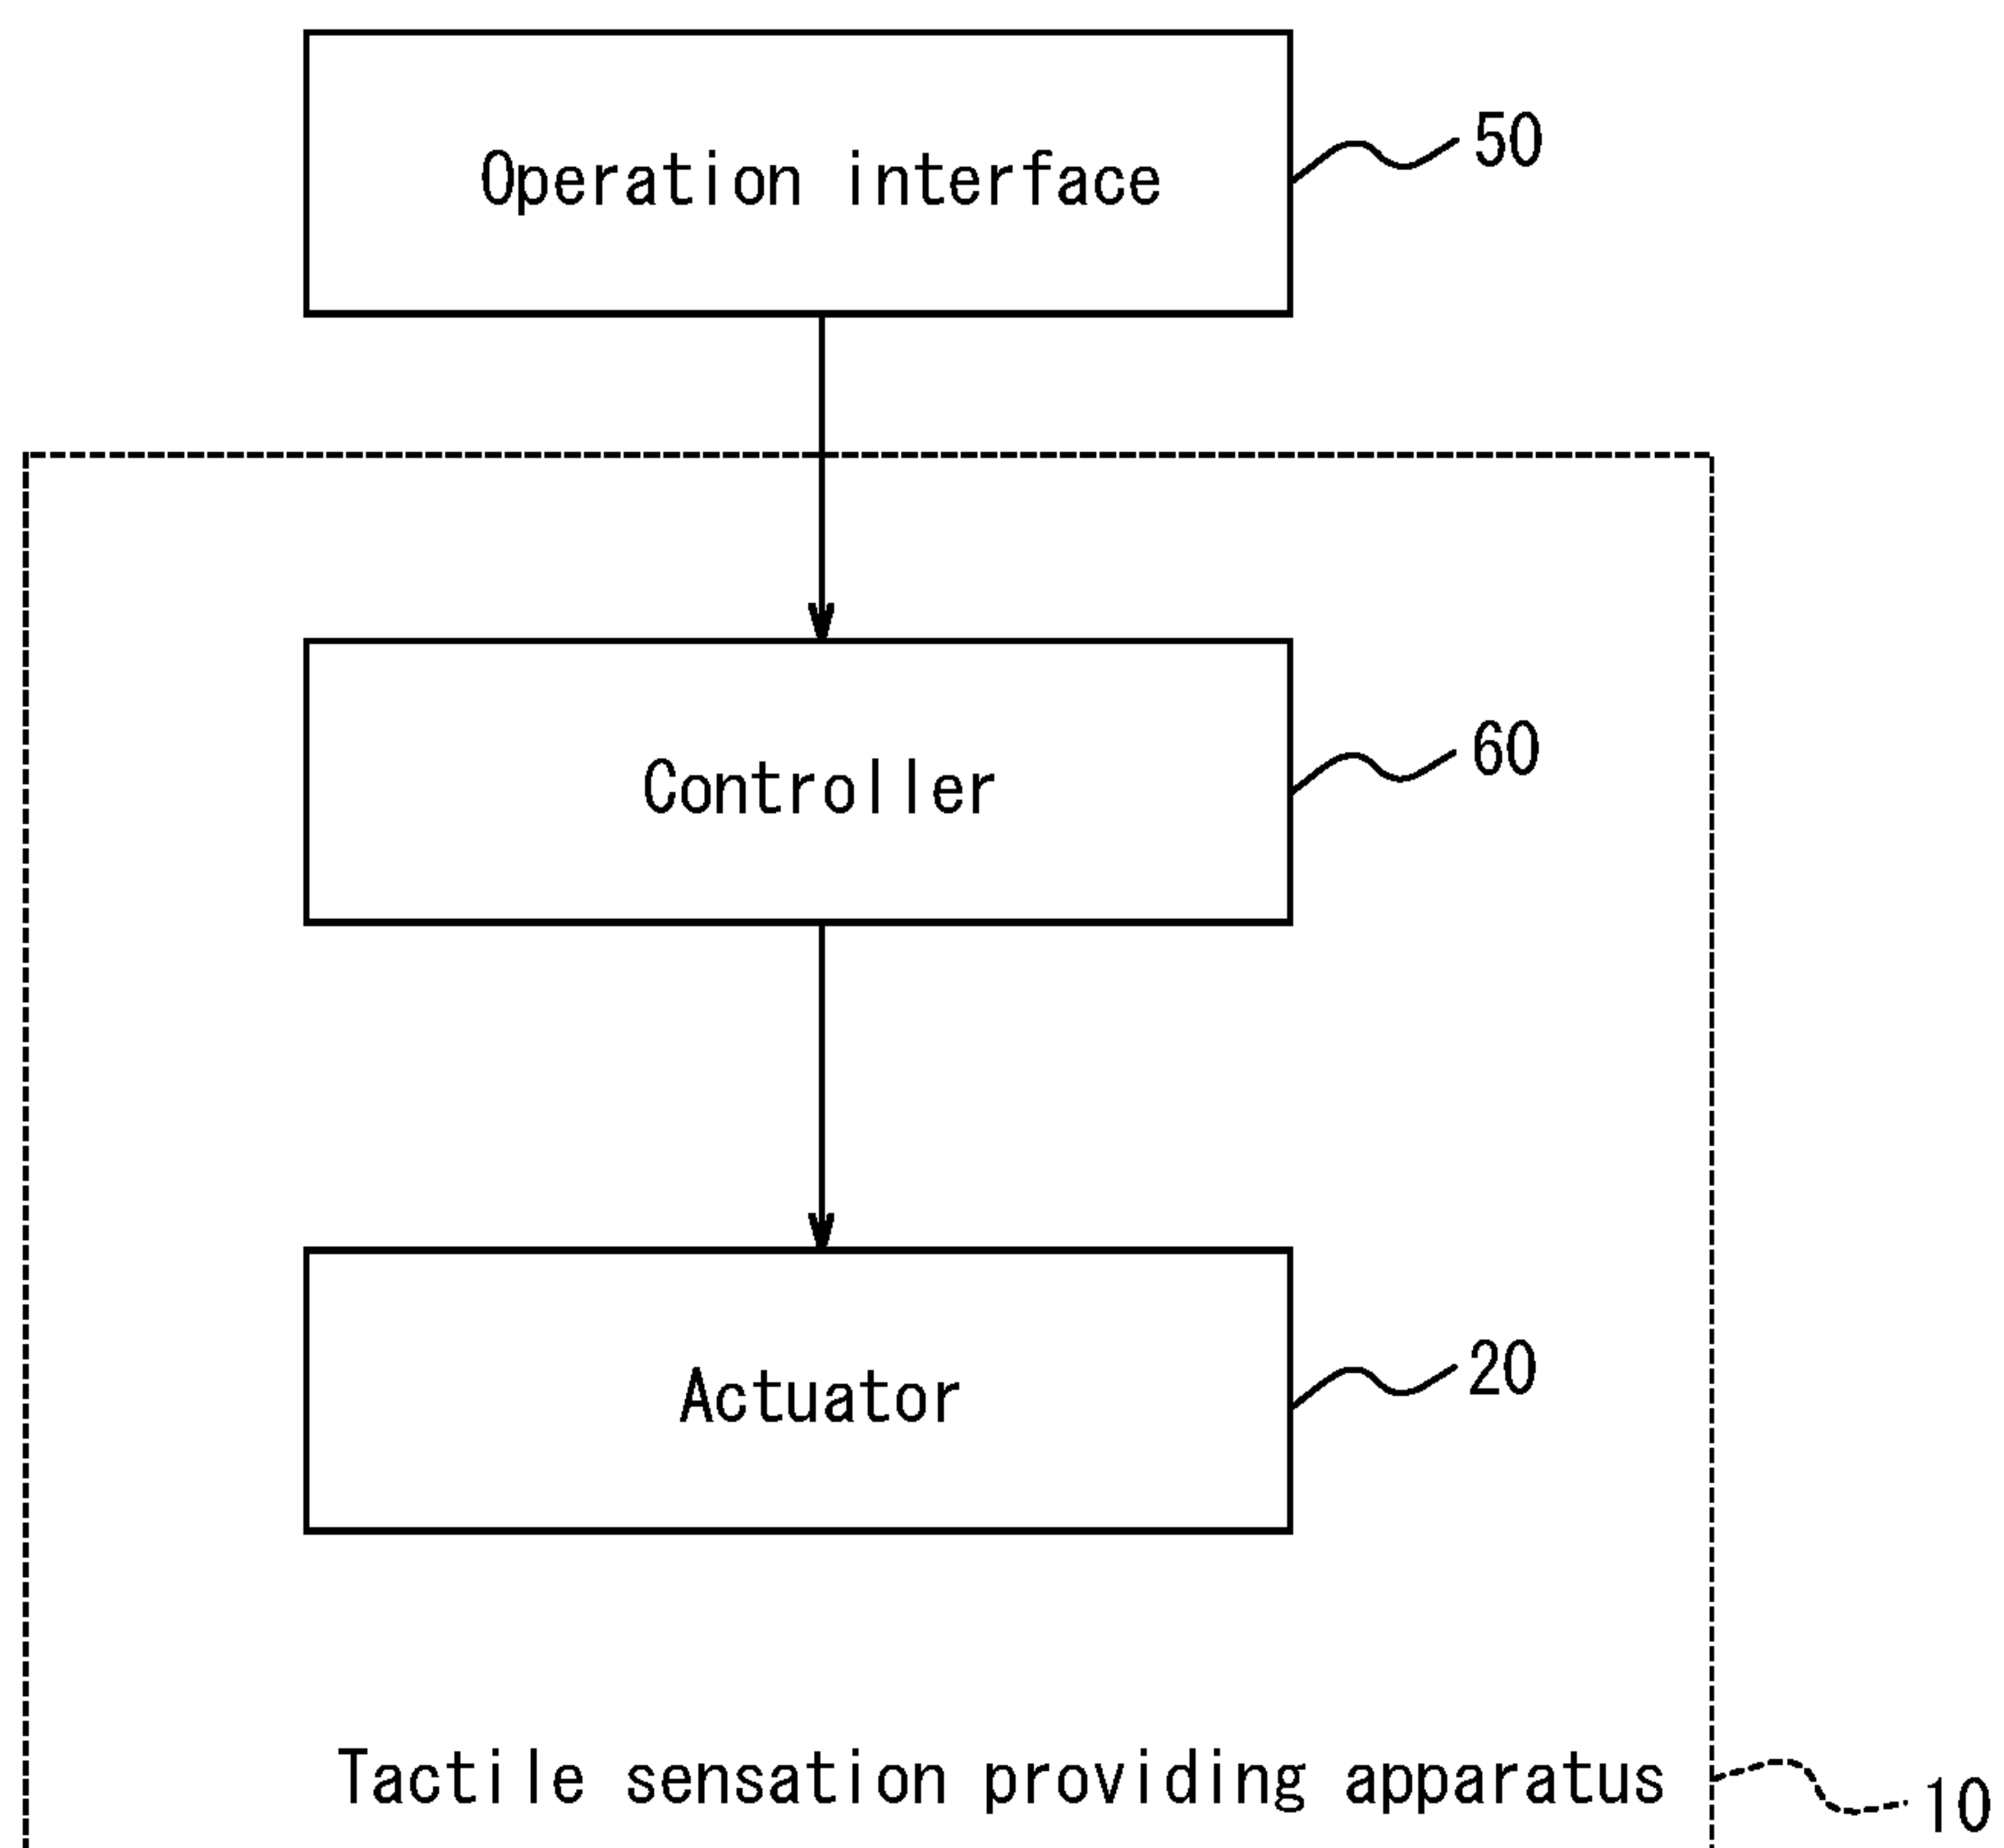 Operation interface
50
Controller
60
Actuator
20
Tactile sensation providing apparatus
10